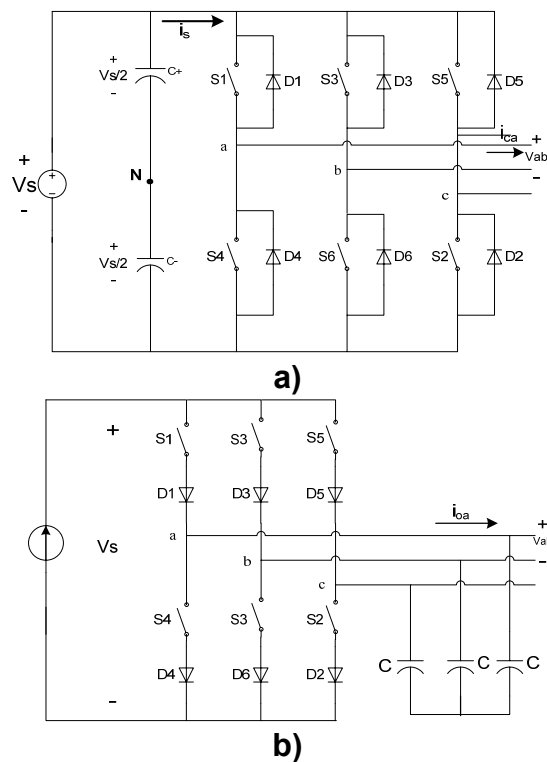 + i_s
Vs/2 C+ S1 D1 S3 D3 S5 D5
-
i_ca
+ a +
Vs N b Vab
- c -
+
Vs/2 C- S4 D4 S6 D6 S2 D2
-
a)
+ S1 S3 S5
D1 D3 D5 i_oa
Vs a +
b Vab
c -
S4 S3 S2
C C C
D4 D6 D2
-
b)